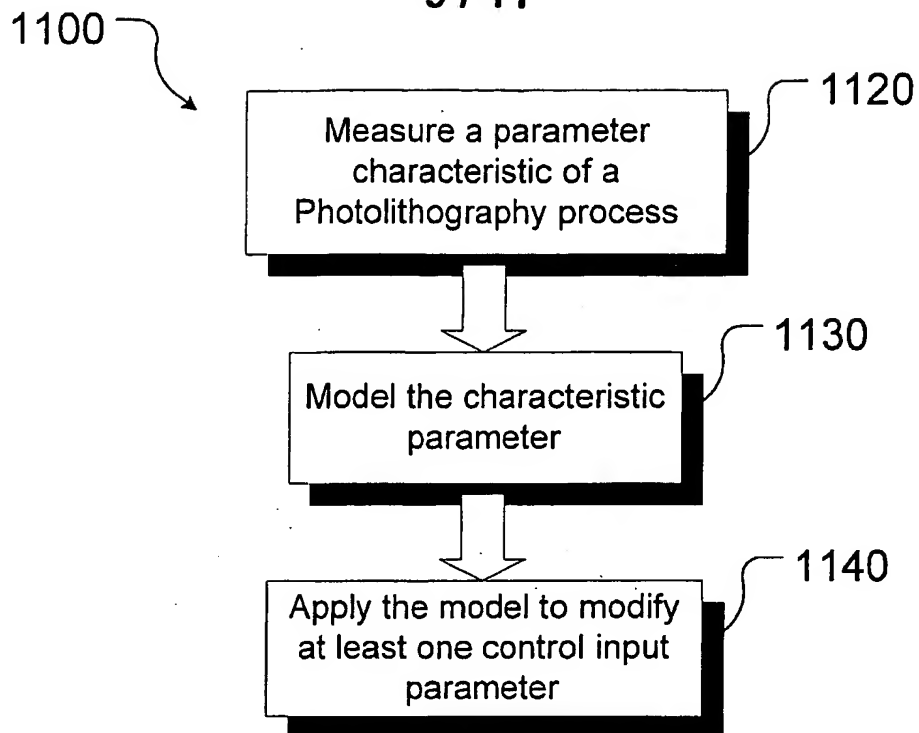 1100
1120
Measure a parameter
characteristic of a
Photolithography process
1130
Model the characteristic
parameter
1140
Apply the model to modify
at least one control input
parameter